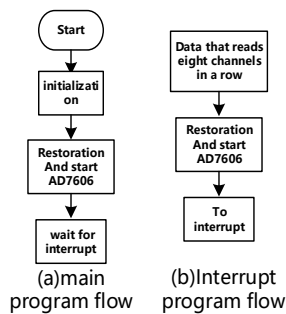 Start
initializati
on
Restoration
And start
AD7606
wait for
interrupt
(a)main
program flow
Data that reads
eight channels
in a row
Restoration
And start
AD7606
To
interrupt
(b)Interrupt
program flow